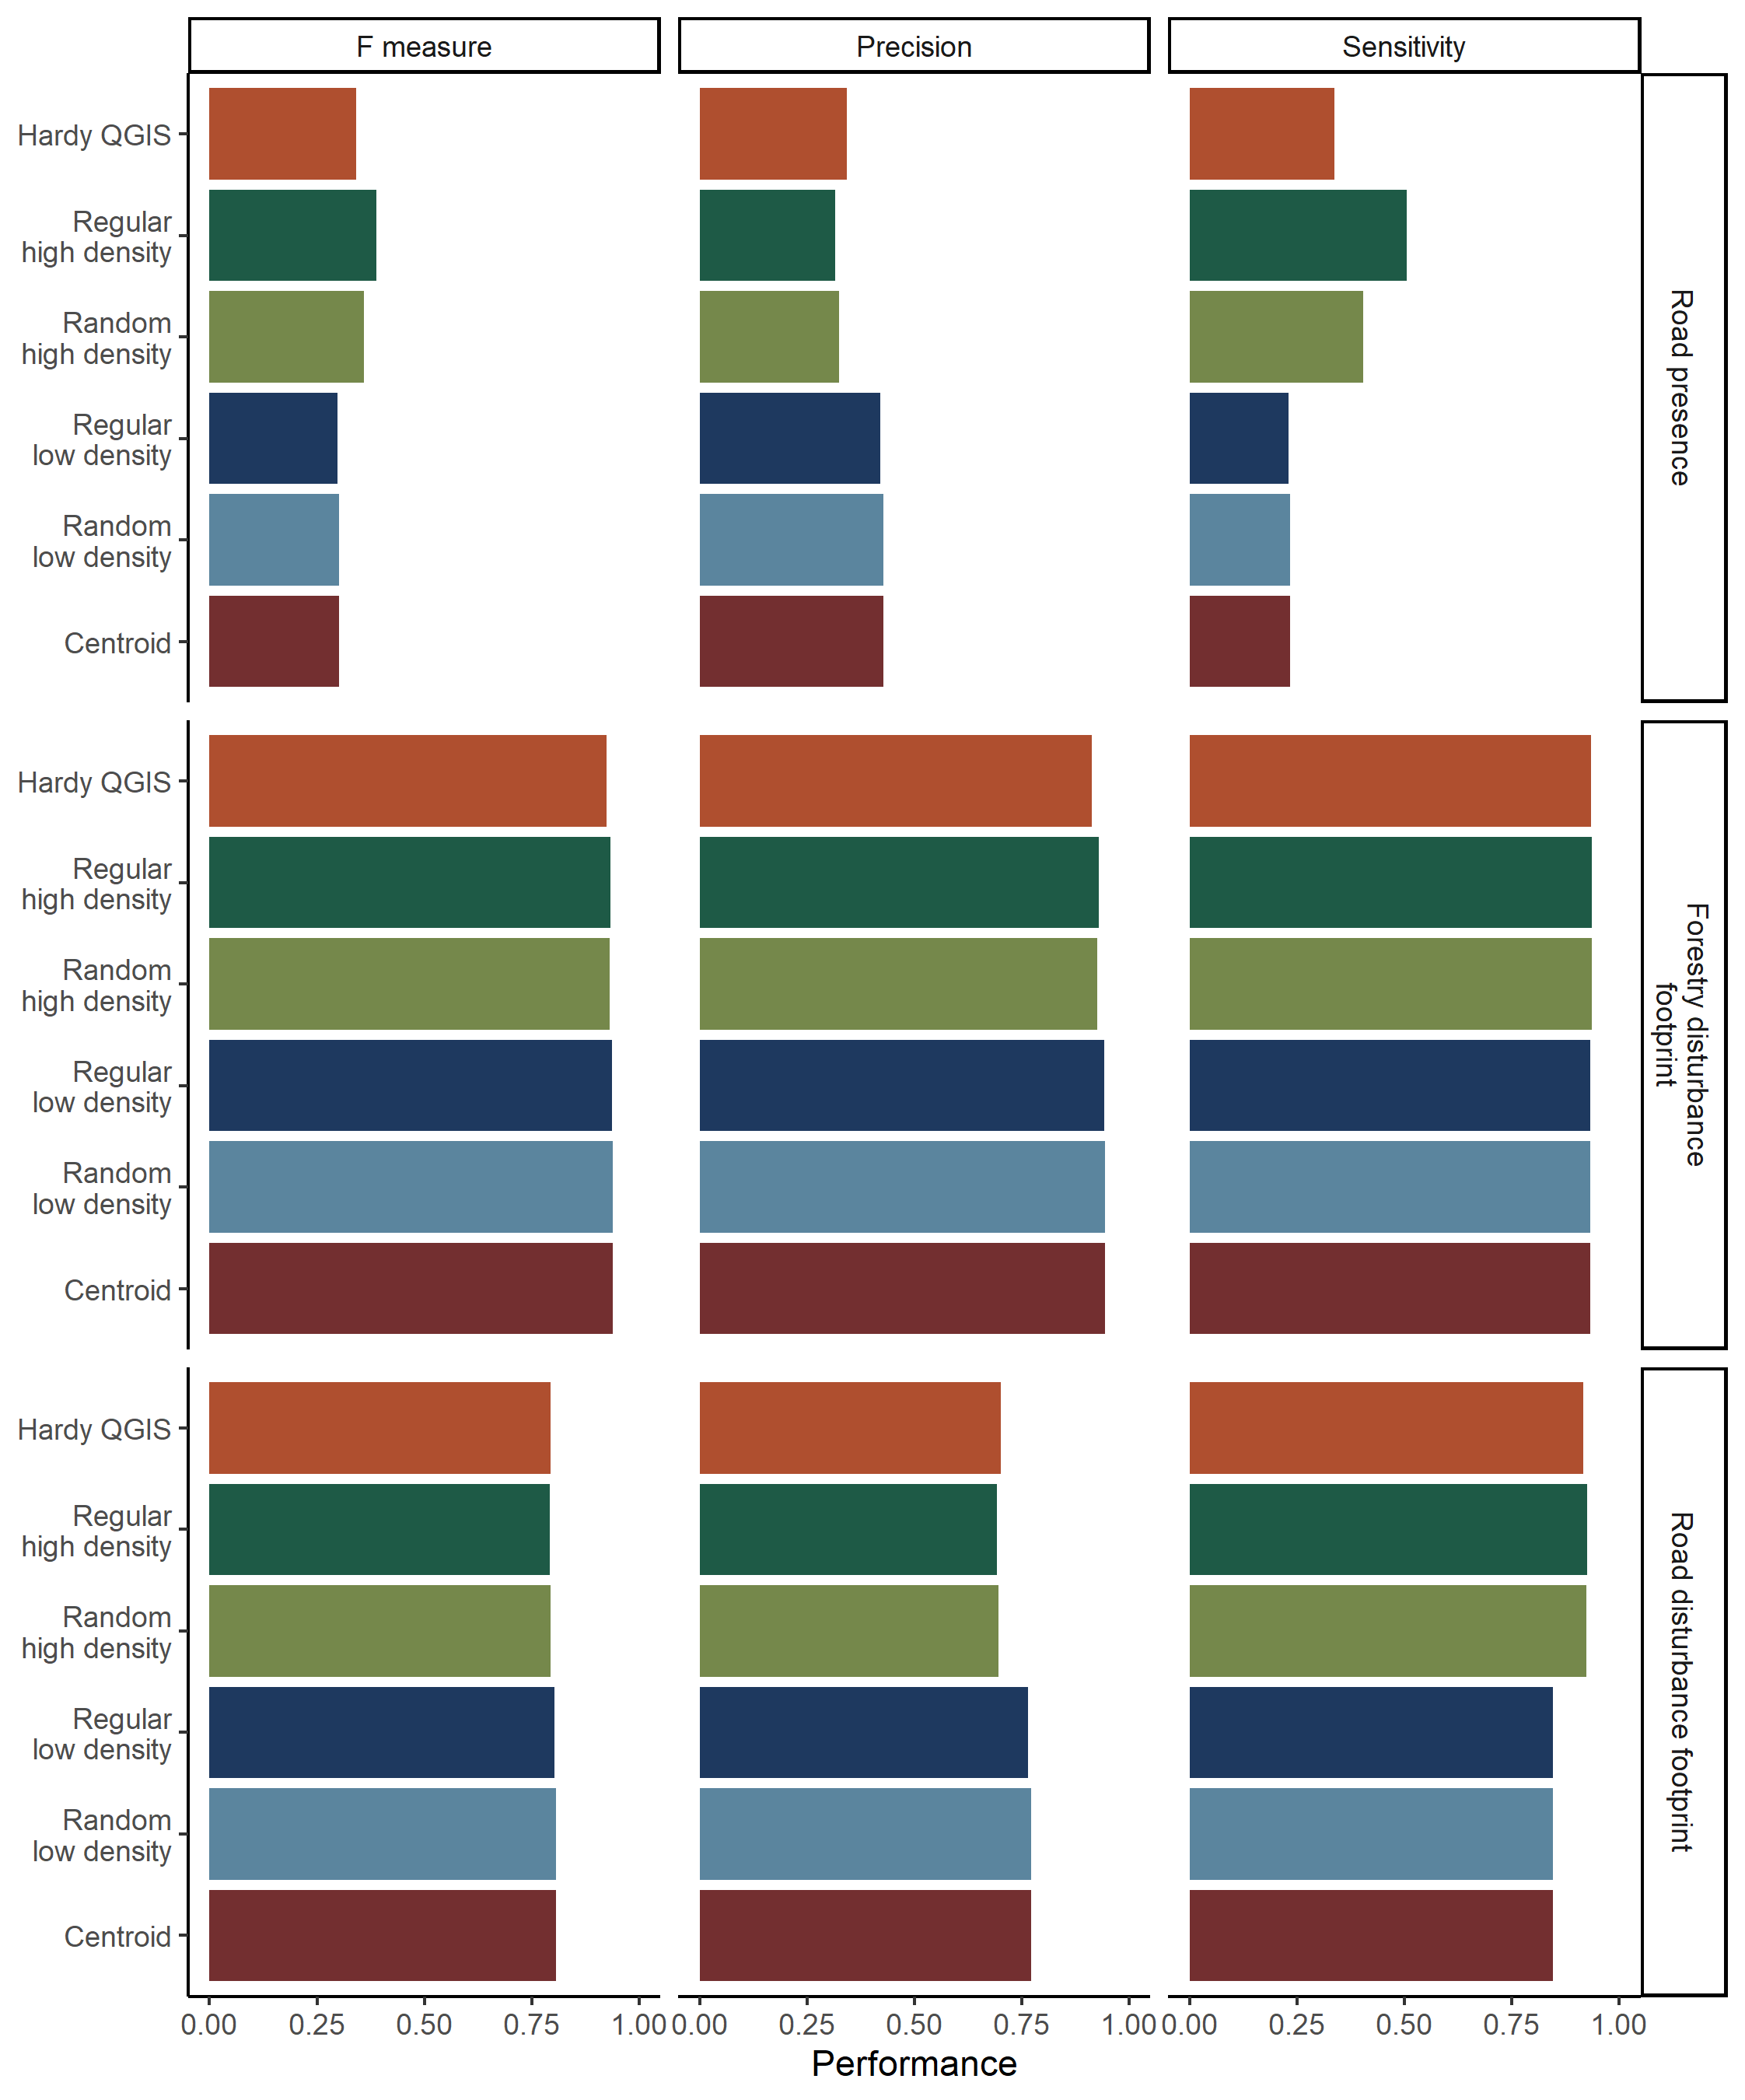 F measure
Precision
Sensitivity
Hardy QGIS
Regular
high density
Random
high density
Regular
low density
Random
low density
Centroid
Road presence
Hardy QGIS
Regular
high density
Random
high density
Regular
low density
Random
low density
Centroid
Forestry disturbance
footprint
Hardy QGIS
Regular
high density
Random
high density
Regular
low density
Random
low density
Centroid
Road disturbance footprint
0.00 0.25 0.50 0.75 1.00 0.00 0.25 0.50 0.75 1.00 0.00 0.25 0.50 0.75 1.00
Performance